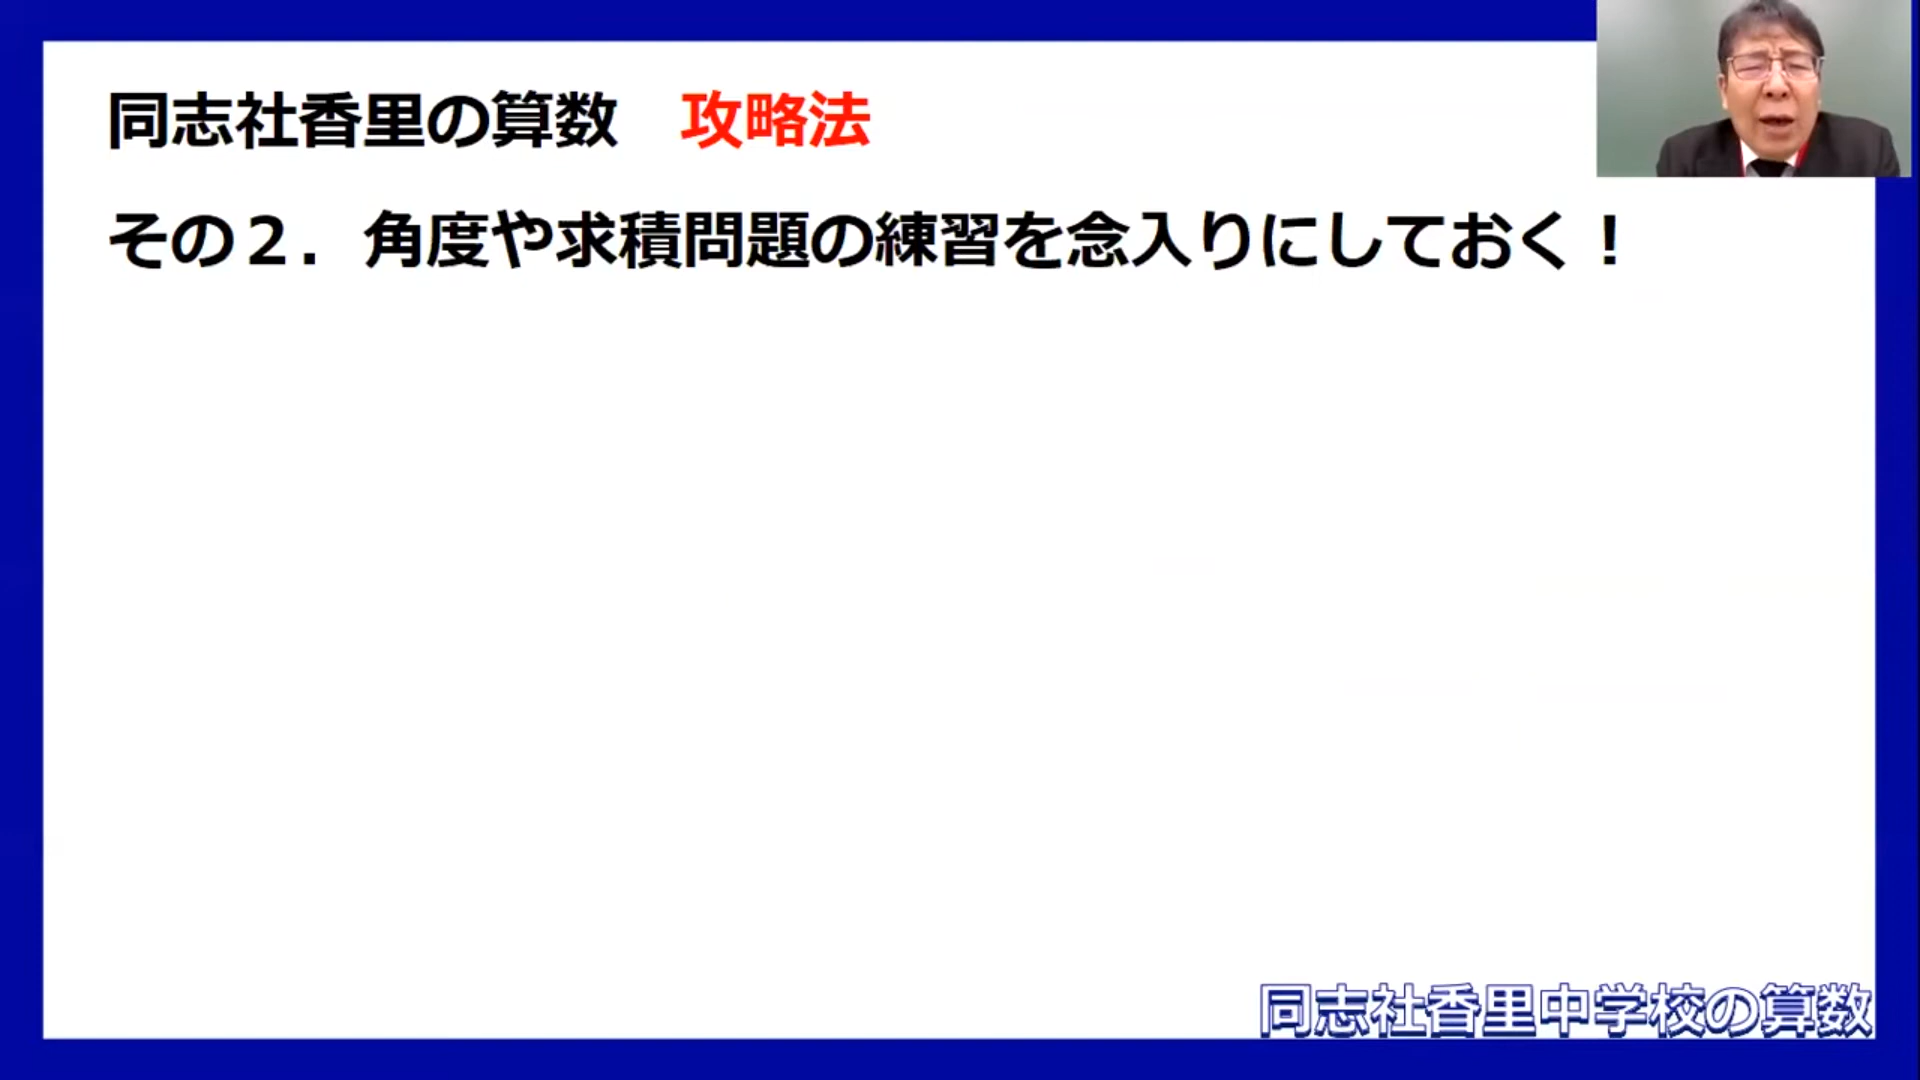 同志社香里の算数　攻略法
その２．角度や求積問題の練習を念入りにしておく！
同志社香里中学校の算数